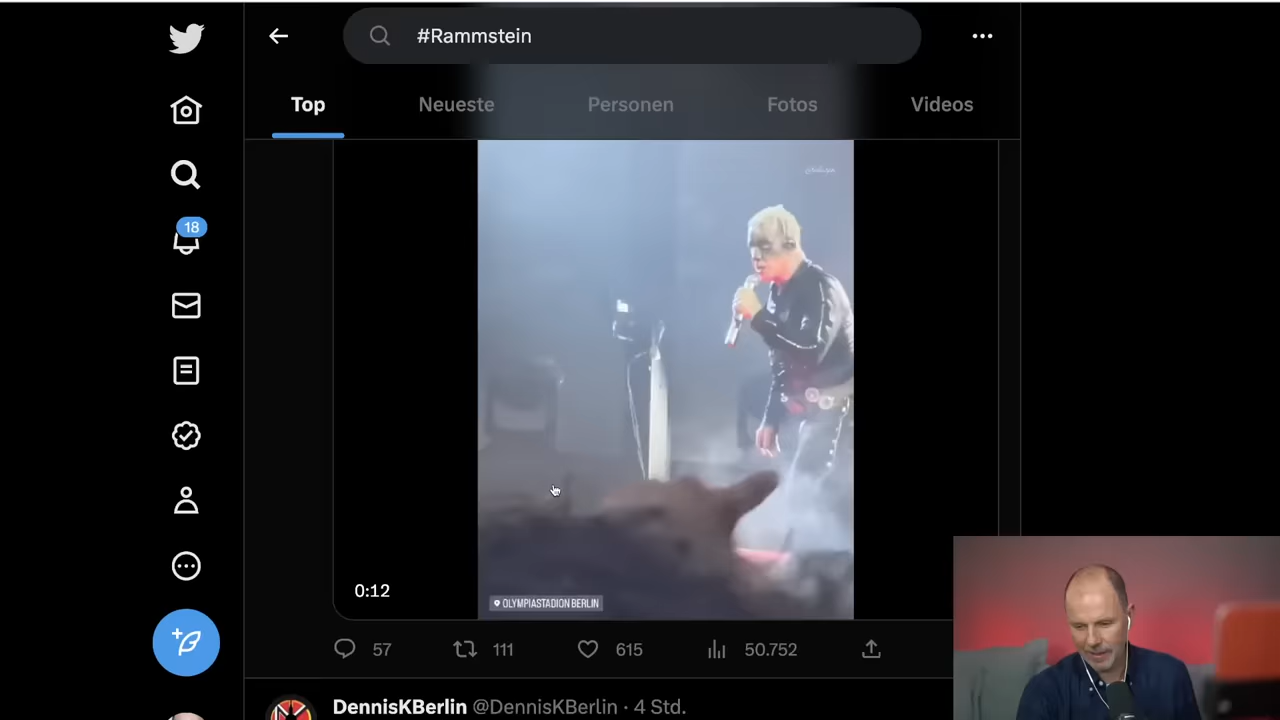 #Rammstein
Top Neueste Personen Fotos Videos
18
OLYMPIASTADION BERLIN
0:12
57 111 615 50.752
DennisKBerlin @DennisKBerlin · 4 Std.